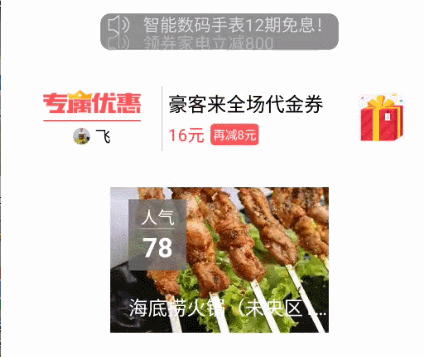 智能数码手表12期免息!
领券家电立减800
专属优惠
豪客来全场代金券
飞
16元 再减8元
人气
78
海底捞火锅（未央区 ...